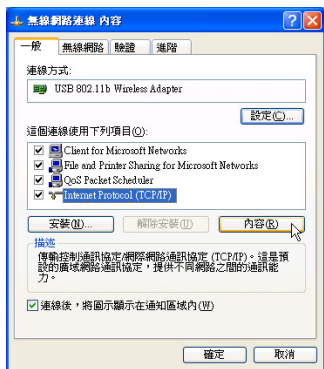 無線網路連線 內容
一般 無線網路 驗證 進階
連線方式:
USB 802.11b Wireless Adapter
設定(C)...
這個連線使用下列項目(O):
Client for Microsoft Networks
File and Printer Sharing for Microsoft Networks
QoS Packet Scheduler
Internet Protocol (TCP/IP)
安裝(N)... 解除安裝(U) 內容(R)
描述
傳輸控制通訊協定/網際網路通訊協定 (TCP/IP)。這是預
設的廣域網路通訊協定，提供不同網路之間的通訊能
力。
連線後，將圖示顯示在通知區域內(W)
確定 取消